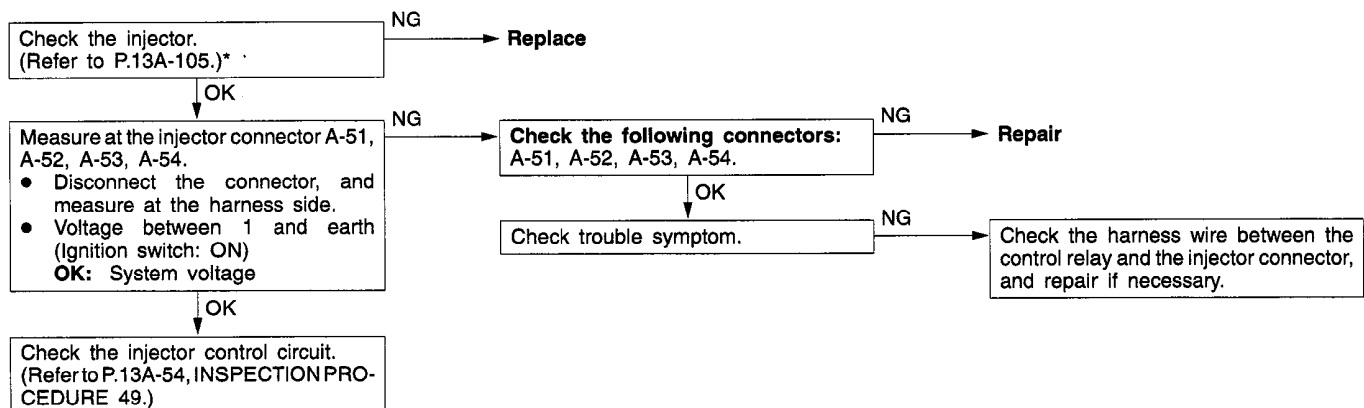 Check the injector.
(Refer to P.13A-105.)*
NG
Replace
OK
Measure at the injector connector A-51,
A-52, A-53, A-54.
● Disconnect the connector, and
measure at the harness side.
● Voltage between 1 and earth
(Ignition switch: ON)
OK: System voltage
NG
Check the following connectors:
A-51, A-52, A-53, A-54.
NG
Repair
OK
Check trouble symptom.
NG
Check the harness wire between the
control relay and the injector connector,
and repair if necessary.
OK
Check the injector control circuit.
(Refer to P.13A-54, INSPECTION PRO-
CEDURE 49.)